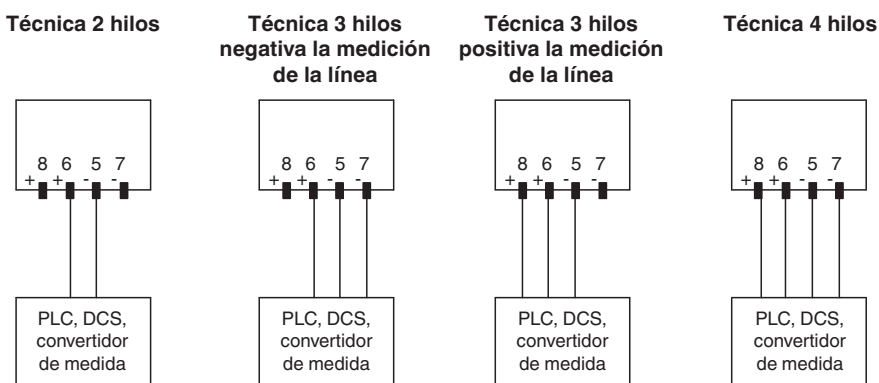 Técnica 2 hilos
Técnica 3 hilos
negativa la medición
de la línea
Técnica 3 hilos
positiva la medición
de la línea
Técnica 4 hilos
8 6 5 7
+ + - -
PLC, DCS,
convertidor
de medida
8 6 5 7
+ + - -
PLC, DCS,
convertidor
de medida
8 6 5 7
+ + - -
PLC, DCS,
convertidor
de medida
8 6 5 7
+ + - -
PLC, DCS,
convertidor
de medida